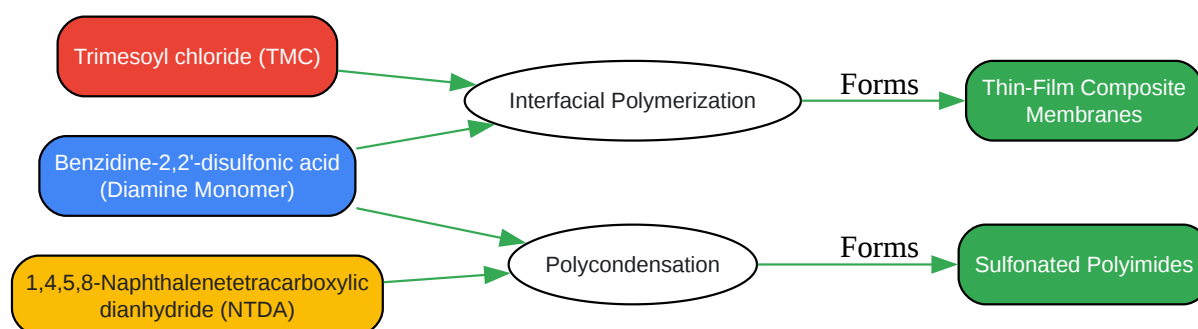 Trimesoyl chloride (TMC)
Interfacial Polymerization
Forms
Thin-Film Composite
Membranes
Benzidine-2,2'-disulfonic acid
(Diamine Monomer)
1,4,5,8-Naphthalenetetracarboxylic
dianhydride (NTDA)
Polycondensation
Forms
Sulfonated Polyimides